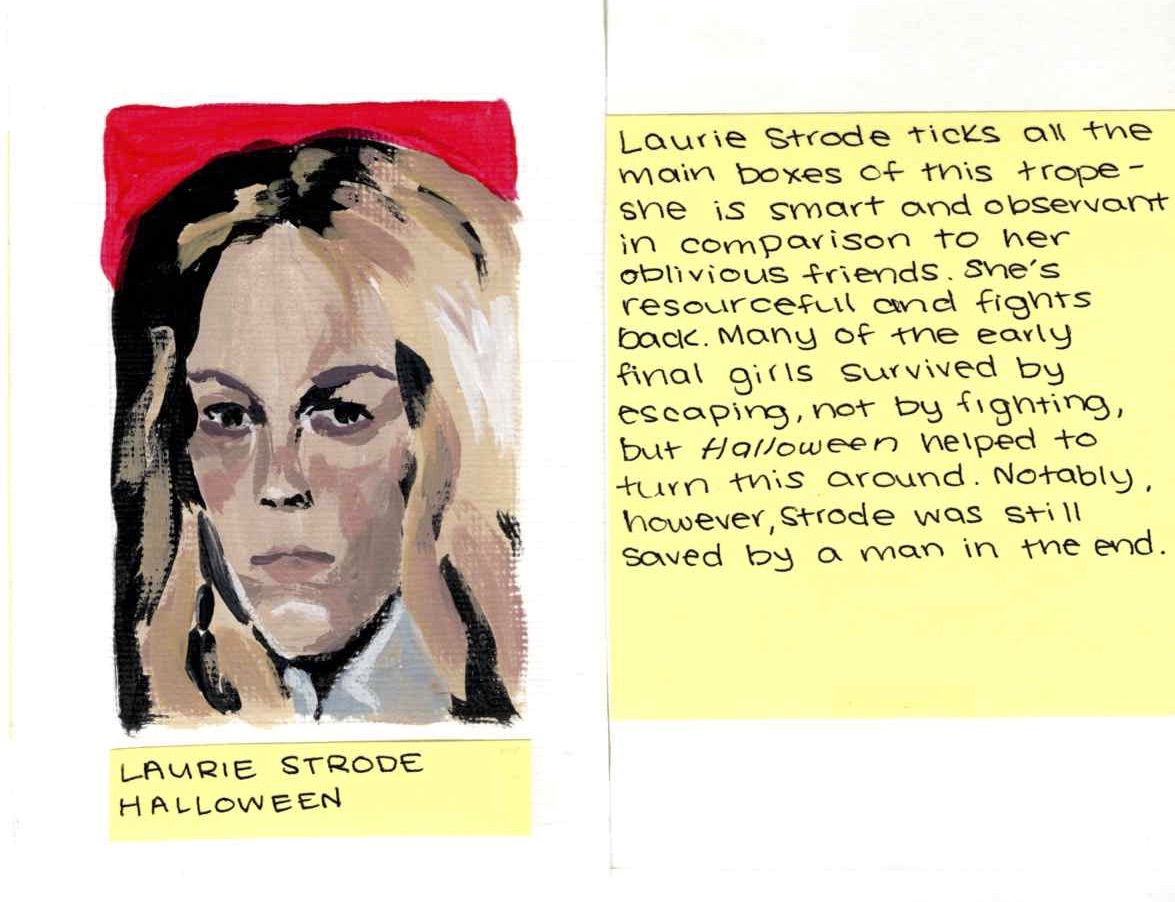 LAURIE STRODE
HALLOWEEN
Laurie Strode ticks all the
main boxes of this trope-
she is smart and observant
in comparison to her
oblivious friends. She's
resourcefull and fights
back. Many of the early
final girls survived by
escaping, not by fighting,
but Halloween helped to
turn this around. Notably,
however, Strode was still
saved by a man in the end.